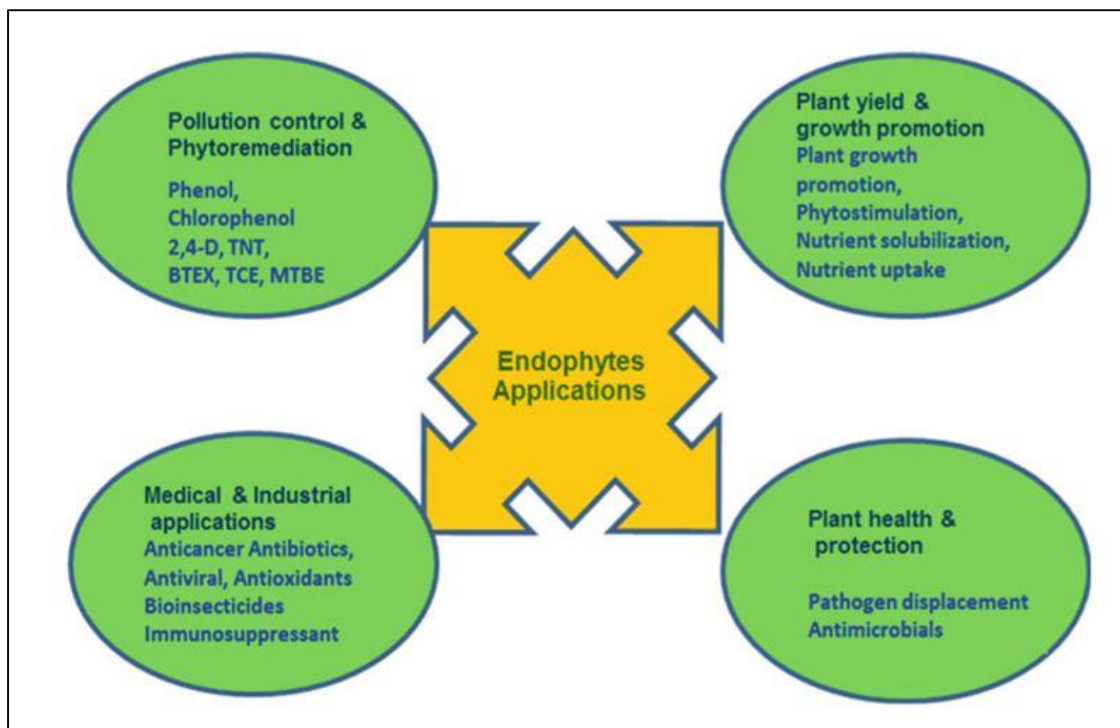 Pollution control &
Phytoremediation
Phenol,
Chlorophenol
2,4-D, TNT,
BTEX, TCE, MTBE
Plant yield &
growth promotion
Plant growth
promotion,
Phytostimulation,
Nutrient solubilization,
Nutrient uptake
Endophytes
Applications
Medical & Industrial
applications
Anticancer Antibiotics,
Antiviral, Antioxidants
Bioinsecticides
Immunosuppressant
Plant health &
protection
Pathogen displacement
Antimicrobials